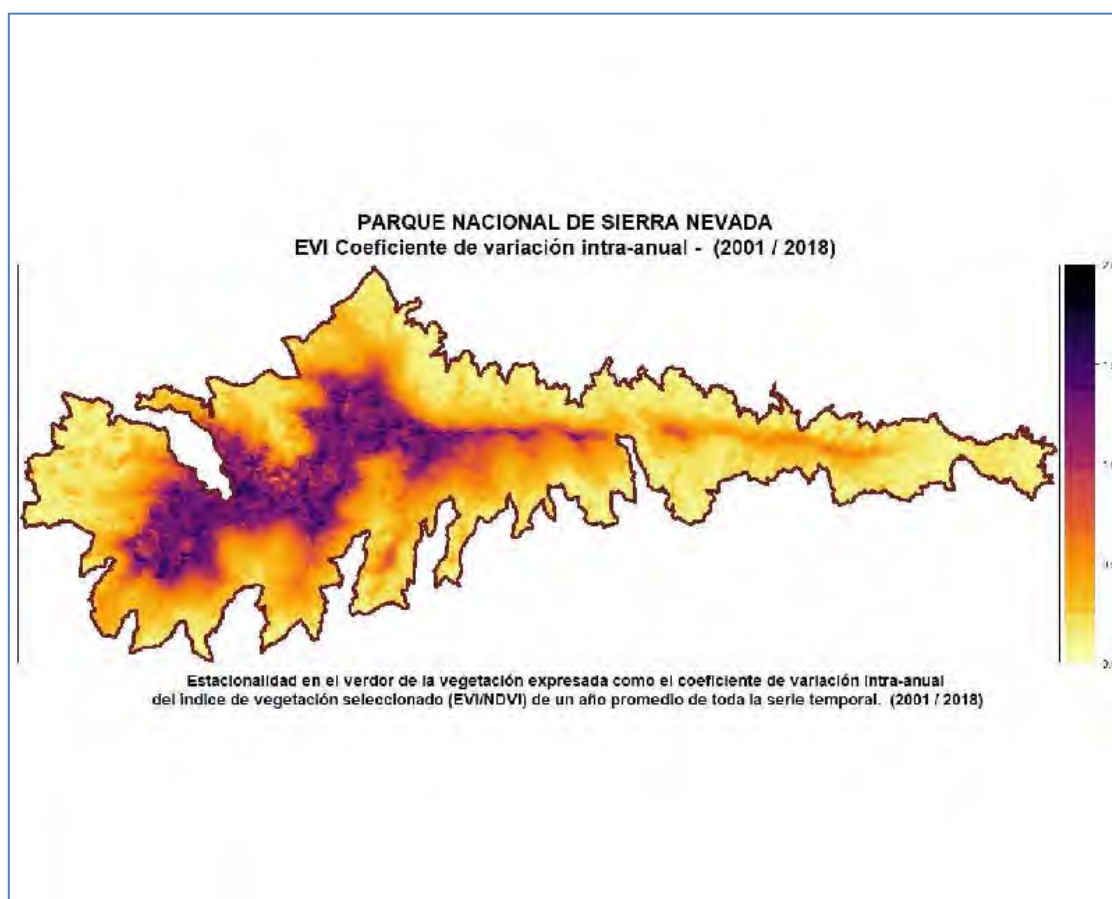 PARQUE NACIONAL DE SIERRA NEVADA
EVI Coeficiente de variación intra-anual - (2001 / 2018)
Estacionalidad en el verdor de la vegetación expresada como el coeficiente de variación intra-anual
del índice de vegetación seleccionado (EVI/NDVI) de un año promedio de toda la serie temporal. (2001 / 2018)